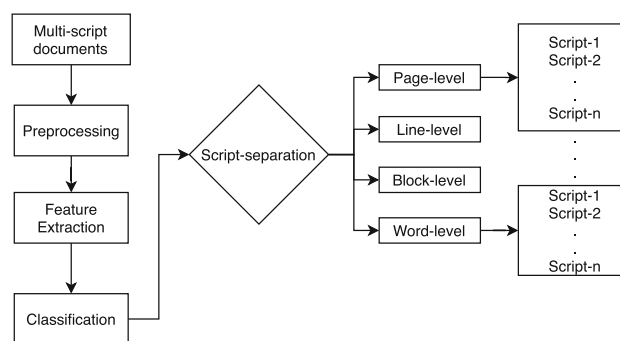 Multi-script
documents
Preprocessing
Feature
Extraction
Classification
Script-separation
Page-level
Line-level
Block-level
Word-level
Script-1
Script-2
.
.
Script-n
.
.
.
Script-1
Script-2
.
.
Script-n